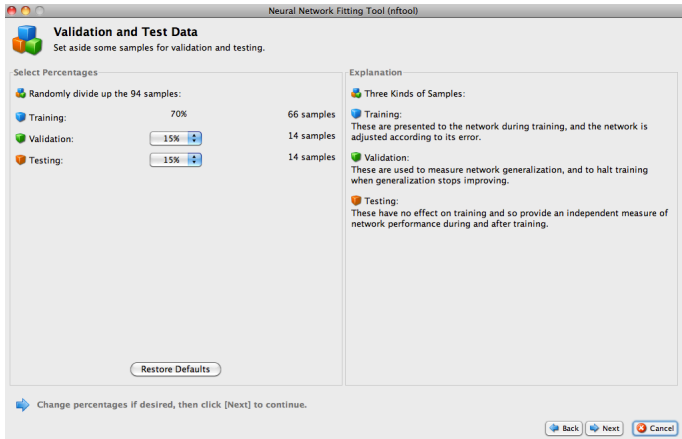 Neural Network Fitting Tool (nftool)
Validation and Test Data
Set aside some samples for validation and testing.
Select Percentages
Randomly divide up the 94 samples:
Training: 70% 66 samples
Validation: 15% 14 samples
Testing: 15% 14 samples
Restore Defaults
Explanation
Three Kinds of Samples:
Training:
These are presented to the network during training, and the network is
adjusted according to its error.
Validation:
These are used to measure network generalization, and to halt training
when generalization stops improving.
Testing:
These have no effect on training and so provide an independent measure of
network performance during and after training.
Change percentages if desired, then click [Next] to continue.
Back Next Cancel